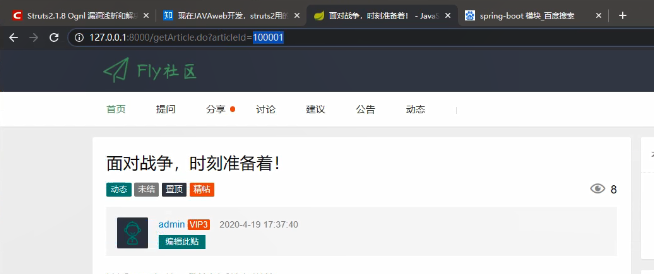 Struts2.1.8 Ognl 漏洞浅析和解
现在JAVAweb开发，struts2用的
面对战争，时刻准备着！ - JavaS
spring-boot 模块_百度搜索
127.0.0.1:8000/getArticle.do?articleId=100001
Fly社区
首页 提问 分享 讨论 建议 公告 动态
面对战争，时刻准备着！
动态 未结 置顶 精帖 8
admin VIP3 2020-4-19 17:37:40
编辑此贴